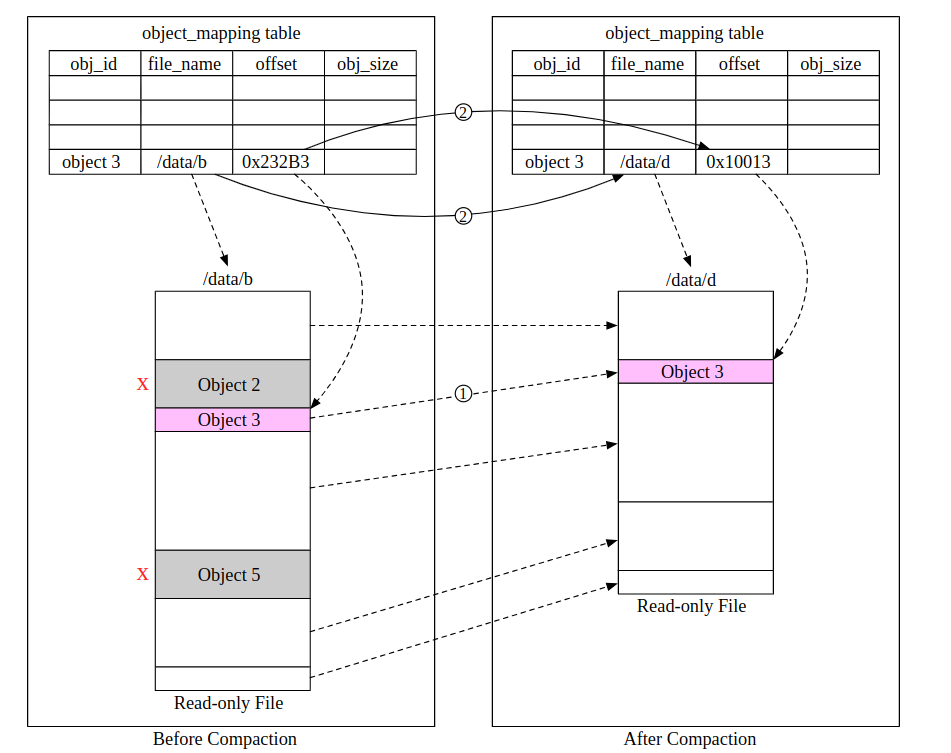 object_mapping table
obj_id file_name offset obj_size
object 3 /data/b 0x232B3
/data/b
X Object 2
Object 3
X Object 5
Read-only File
Before Compaction
2
2
1
object_mapping table
obj_id file_name offset obj_size
object 3 /data/d 0x10013
/data/d
Object 3
Read-only File
After Compaction